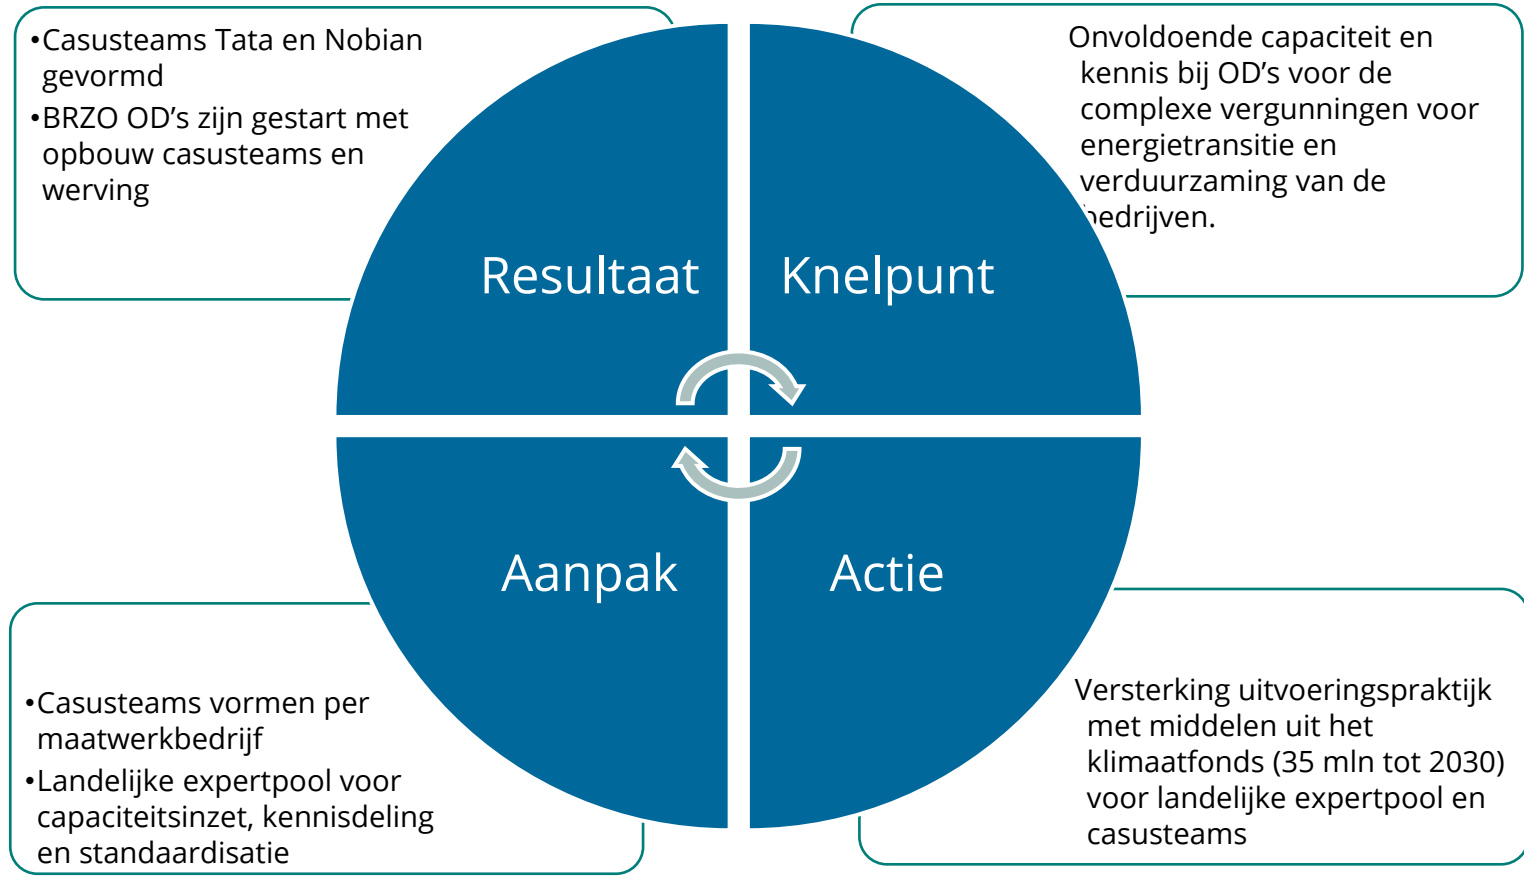 •Casusteams Tata en Nobian
gevormd
•BRZO OD’s zijn gestart met
opbouw casusteams en
werving
Onvoldoende capaciteit en
kennis bij OD’s voor de
complexe vergunningen voor
energietransitie en
verduurzaming van de
bedrijven.
Resultaat
Knelpunt
Aanpak
Actie
•Casusteams vormen per
maatwerkbedrijf
•Landelijke expertpool voor
capaciteitsinzet, kennisdeling
en standaardisatie
Versterking uitvoeringspraktijk
met middelen uit het
klimaatfonds (35 mln tot 2030)
voor landelijke expertpool en
casusteams